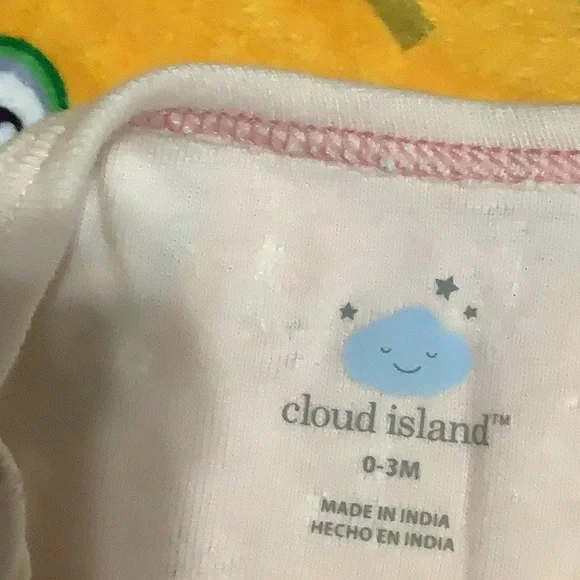 cloud island™
0-3M
MADE IN INDIA
HECHO EN INDIA